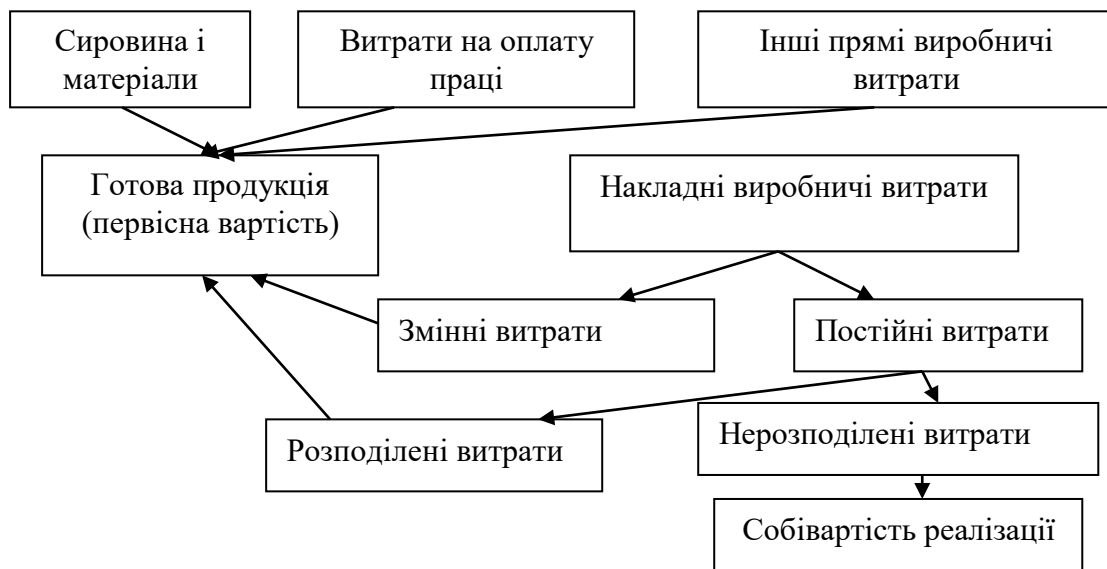 Сировина і
матеріали
Витрати на оплату
праці
Інші прямі виробничі
витрати
Готова продукція
(первісна вартість)
Накладні виробничі витрати
Змінні витрати
Постійні витрати
Розподілені витрати
Нерозподілені витрати
Собівартість реалізації